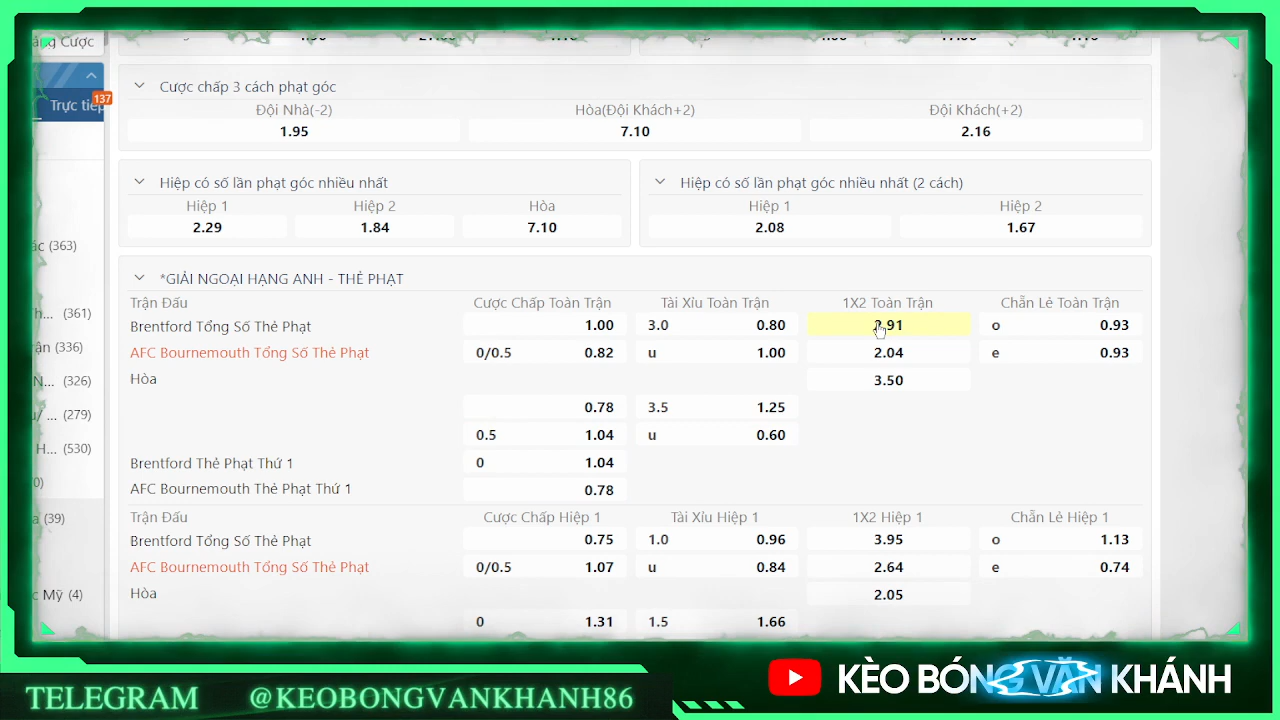 Cược
Trực tiếp 137
Cược chấp 3 cách phạt góc
Đội Nhà(-2) Hòa(Đội Khách+2) Đội Khách(+2)
1.95 7.10 2.16
Hiệp có số lần phạt góc nhiều nhất
Hiệp 1 Hiệp 2 Hòa
2.29 1.84 7.10
Hiệp có số lần phạt góc nhiều nhất (2 cách)
Hiệp 1 Hiệp 2
2.08 1.67
(363)
(361)
(336)
(326)
(279)
(530)
(39)
Mỹ (4)
*GIẢI NGOẠI HẠNG ANH - THẺ PHẠT
Trận Đấu Cược Chấp Toàn Trận Tài Xỉu Toàn Trận 1X2 Toàn Trận Chẵn Lẻ Toàn Trận
Brentford Tổng Số Thẻ Phạt 1.00 3.0 0.80 .91 o 0.93
AFC Bournemouth Tổng Số Thẻ Phạt 0/0.5 0.82 u 1.00 2.04 e 0.93
Hòa 3.50
0.78 3.5 1.25
0.5 1.04 u 0.60
Brentford Thẻ Phạt Thứ 1 0 1.04
AFC Bournemouth Thẻ Phạt Thứ 1 0.78
Trận Đấu Cược Chấp Hiệp 1 Tài Xỉu Hiệp 1 1X2 Hiệp 1 Chẵn Lẻ Hiệp 1
Brentford Tổng Số Thẻ Phạt 0.75 1.0 0.96 3.95 o 1.13
AFC Bournemouth Tổng Số Thẻ Phạt 0/0.5 1.07 u 0.84 2.64 e 0.74
Hòa 2.05
0 1.31 1.5 1.66
TELEGRAM @KEOBONGVANKHANH86
KÈO BÓNG VĂN KHÁNH